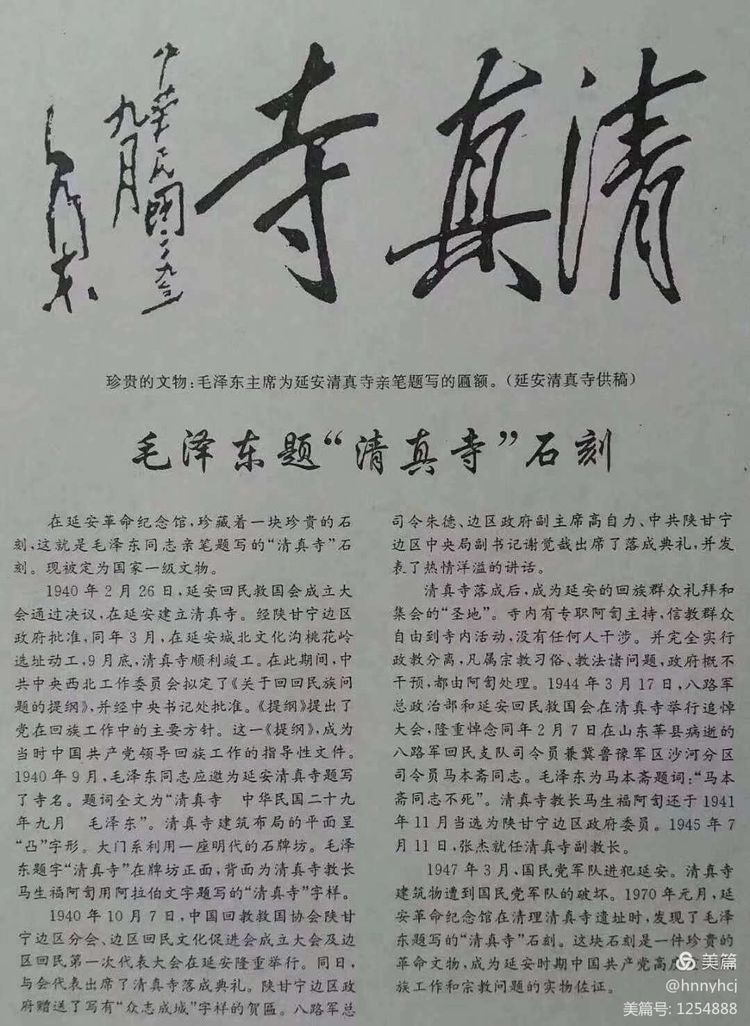 清真寺
中华民国二十九年
九月
毛泽东
珍贵的文物:毛泽东主席为延安清真寺亲笔题写的匾额。(延安清真寺供稿)
毛泽东题“清真寺”石刻
在延安革命纪念馆,珍藏着一块珍贵的石
刻,这就是毛泽东同志亲笔题写的“清真寺”石
刻。现被定为国家一级文物。
1940年2月26日,延安回民救国会成立大
会通过决议,在延安建立清真寺。经陕甘宁边区
政府批准,同年3月,在延安城北文化沟桃花岭
选址动工,9月底,清真寺顺利竣工。在此期间,中
共中央西北工作委员会拟定了《关于回回民族问
题的提纲》,并经中央书记处批准。《提纲》提出了
党在回族工作中的主要方针。这一《提纲》,成为
当时中国共产党领导回族工作的指导性文件。
1940年9月,毛泽东同志应邀为延安清真寺题写
了寺名。题词全文为“清真寺 中华民国二十九
年九月 毛泽东”。清真寺建筑布局的平面呈
“凸”字形。大门系利用一座明代的石牌坊。毛泽
东题字“清真寺”在牌坊正面,背面为清真寺教长
马生福阿訇用阿拉伯文字题写的“清真寺”字样。
1940年10月7日,中国回教救国协会陕甘
宁边区分会、边区回民文化促进会成立大会及边
区回民第一次代表大会在延安隆重举行。同日,
与会代表出席了清真寺落成典礼。陕甘宁边区政
府赠送了写有“众志成城”字样的贺匾。八路军总
司令朱德、边区政府副主席高自力、中共陕甘宁
边区中央局副书记谢觉哉出席了落成典礼,并发
表了热情洋溢的讲话。
清真寺落成后,成为延安的回族群众礼拜和
集会的“圣地”。寺内有专职阿訇主持,信教群众
自由到寺内活动,没有任何人干涉。并完全实行
政教分离,凡属宗教习俗、教法诸问题,政府概不
干预,都由阿訇处理。1944年3月17日,八路军
总政治部和延安回民救国会在清真寺举行追悼
大会,隆重悼念同年2月7日在山东莘县病逝的
八路军回民支队司令员兼冀鲁豫军区沙河分区
司令员马本斋同志。毛泽东为马本斋题词:“马本
斋同志不死”。清真寺教长马生福阿訇还于1941
年11月当选为陕甘宁边区政府委员。1945年7
月11日,张杰就任清真寺副教长。
1947年3月,国民党军队进犯延安。清真寺
建筑物遭到国民党军队的破坏。1970年元月,延
安革命纪念馆在清理清真寺遗址时,发现了毛泽
东题写的“清真寺”石刻。这块石刻是一件珍贵的
革命文物,成为延安时期中国共产党高度
族工作和宗教问题的实物佐证。
美篇
@hnnyhcj
美篇号: 1254888